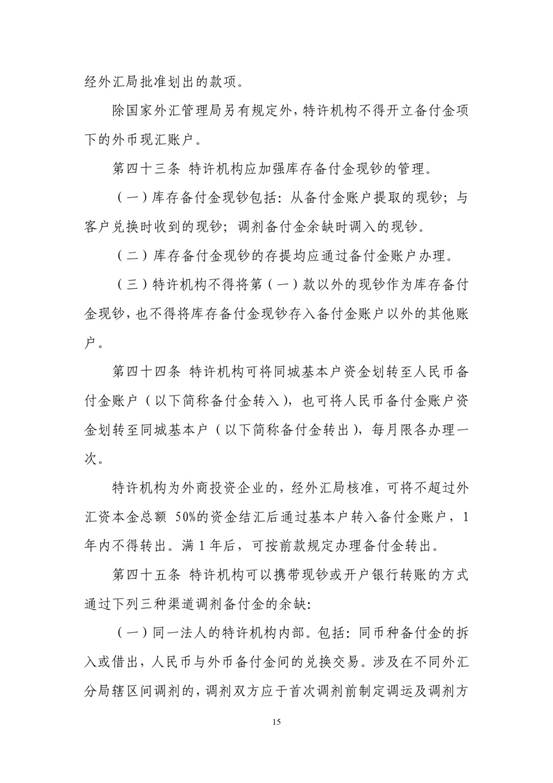 经外汇局批准划出的款项。
除国家外汇管理局另有规定外，特许机构不得开立备付金项
下的外币现汇账户。
第四十三条 特许机构应加强库存备付金现钞的管理。
（一）库存备付金现钞包括：从备付金账户提取的现钞；与
客户兑换时收到的现钞；调剂备付金余缺时调入的现钞。
（二）库存备付金现钞的存提均应通过备付金账户办理。
（三）特许机构不得将第（一）款以外的现钞作为库存备付
金现钞，也不得将库存备付金现钞存入备付金账户以外的其他账
户。
第四十四条 特许机构可将同城基本户资金划转至人民币备
付金账户（以下简称备付金转入），也可将人民币备付金账户资
金划转至同城基本户（以下简称备付金转出），每月限各办理一
次。
特许机构为外商投资企业的，经外汇局核准，可将不超过外
汇资本金总额 50%的资金结汇后通过基本户转入备付金账户，1
年内不得转出。满 1 年后，可按前款规定办理备付金转出。
第四十五条 特许机构可以携带现钞或开户银行转账的方式
通过下列三种渠道调剂备付金的余缺：
（一）同一法人的特许机构内部。包括：同币种备付金的拆
入或借出，人民币与外币备付金间的兑换交易。涉及在不同外汇
分局辖区间调剂的，调剂双方应于首次调剂前制定调运及调剂方
15